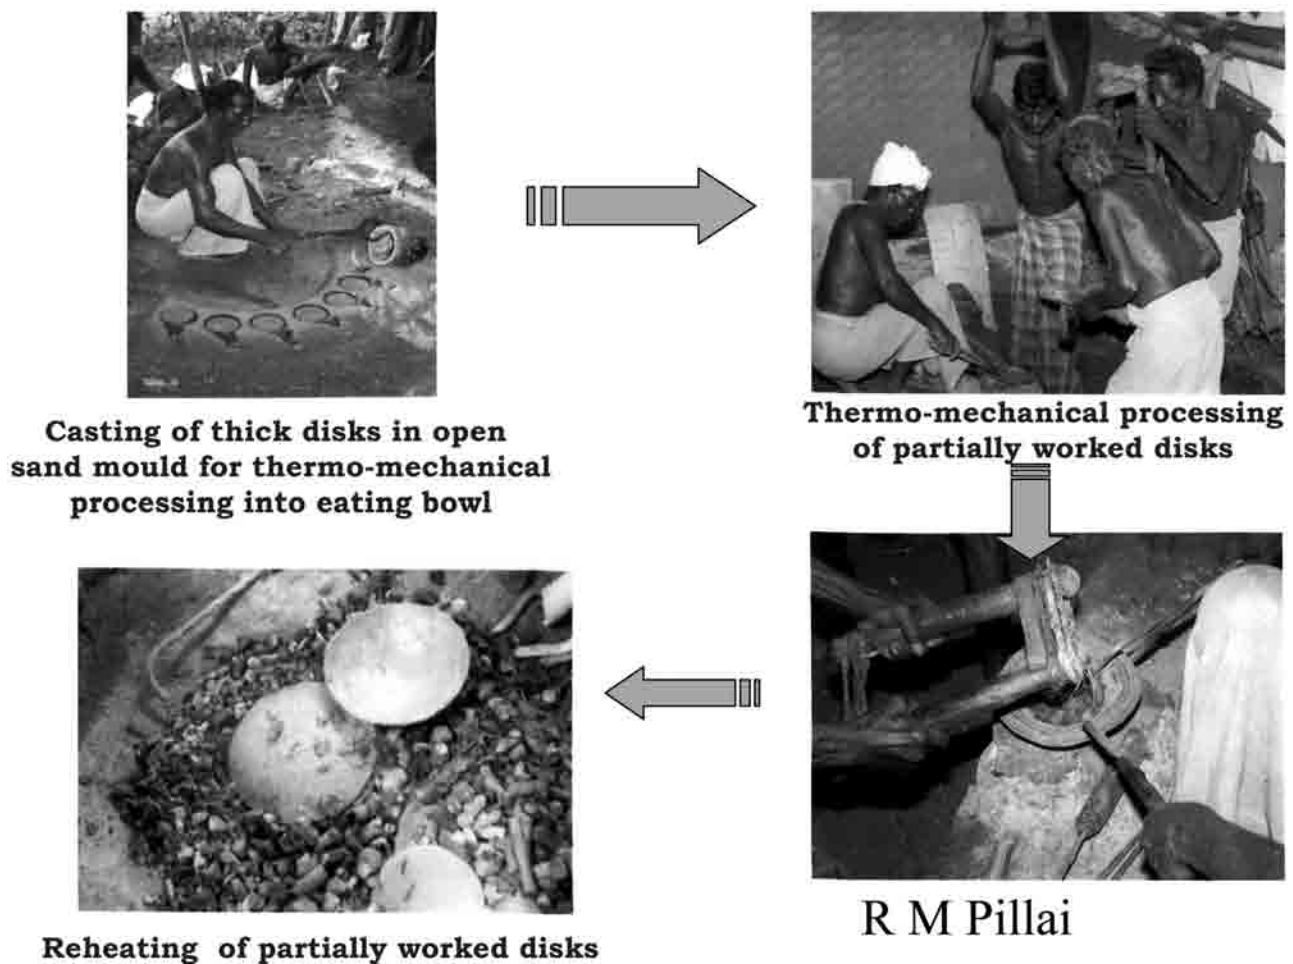 Casting of thick disks in open
sand mould for thermo-mechanical
processing into eating bowl
Thermo-mechanical processing
of partially worked disks
R M Pillai
Reheating of partially worked disks